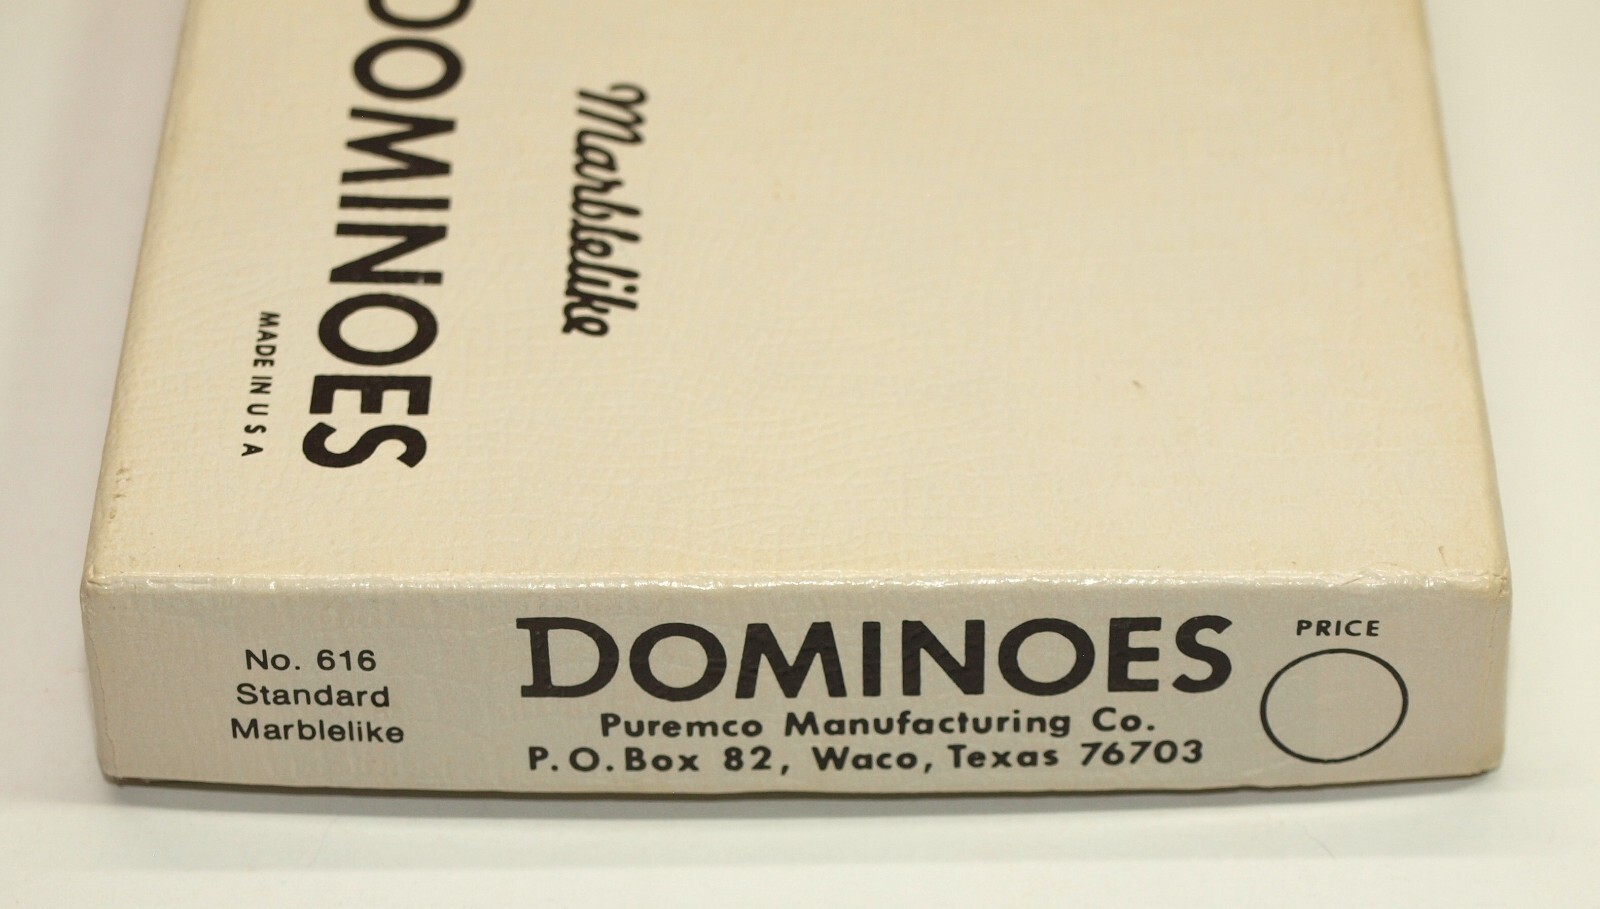 DOMINOES
Marblelike
MADE IN U S A
No. 616
Standard
Marblelike
DOMINOES
Puremco Manufacturing Co.
P.O. Box 82, Waco, Texas 76703
PRICE